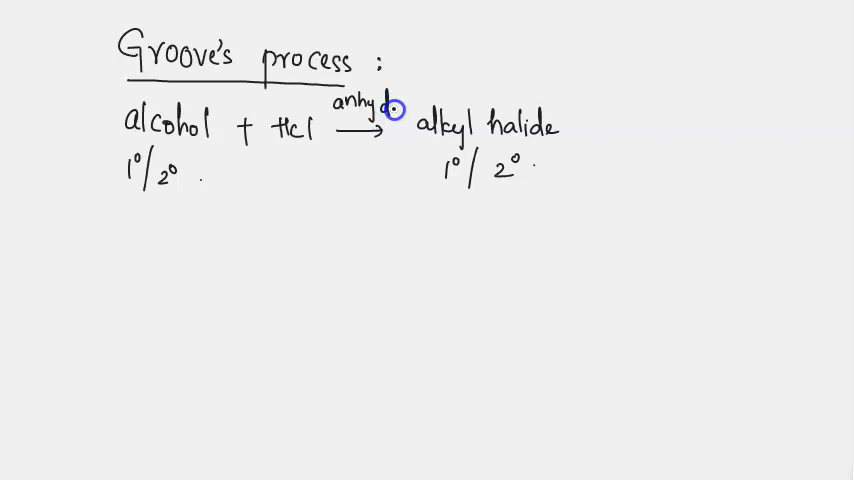 Groove's process :
anhyd
alcohol + HCl ⟶ alkyl halide
1°/2° . 1°/ 2° .